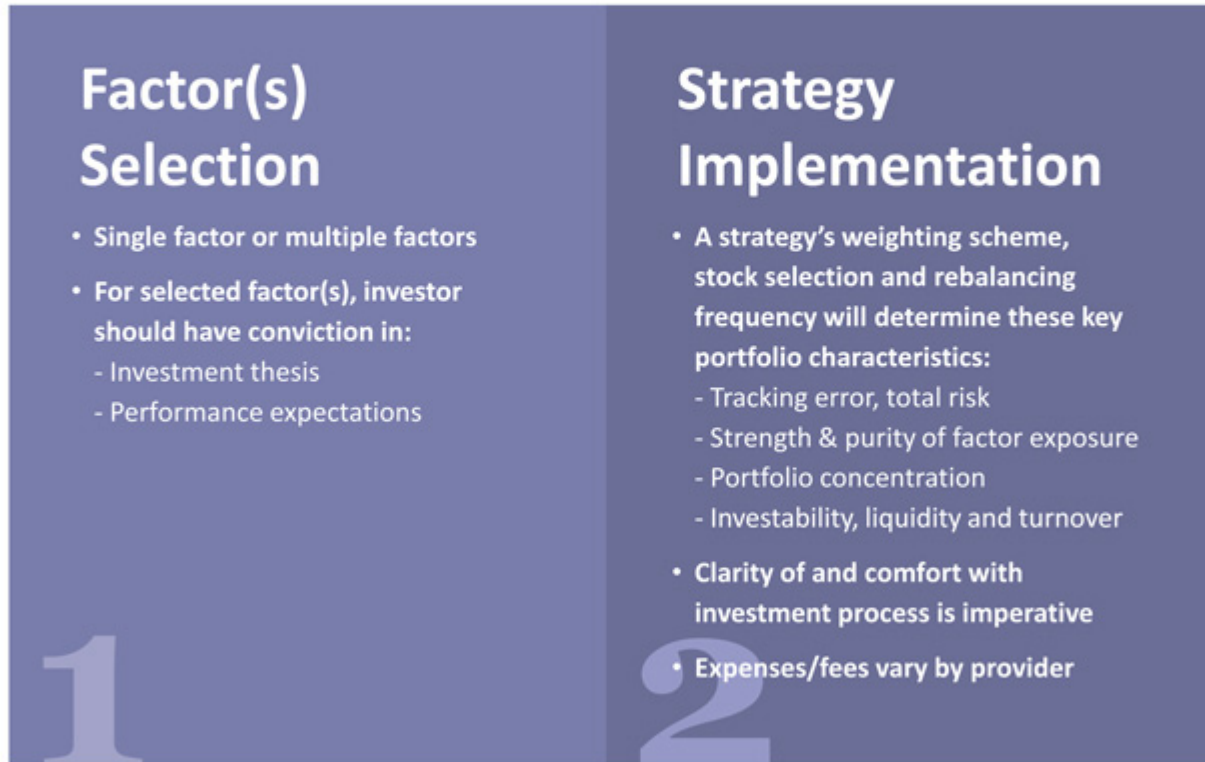 Factor(s)
Selection
• Single factor or multiple factors
• For selected factor(s), investor
should have conviction in:
- Investment thesis
- Performance expectations
1
Strategy
Implementation
• A strategy's weighting scheme,
stock selection and rebalancing
frequency will determine these key
portfolio characteristics:
- Tracking error, total risk
- Strength & purity of factor exposure
- Portfolio concentration
- Investability, liquidity and turnover
• Clarity of and comfort with
investment process is imperative
• Expenses/fees vary by provider
2